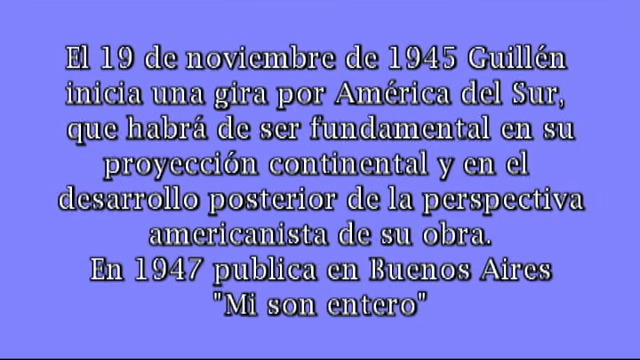 El 19 de noviembre de 1945 Guillén
inicia una gira por América del Sur,
que habrá de ser fundamental en su
proyección continental y en el
desarrollo posterior de la perspectiva
americanista de su obra.
En 1947 publica en Buenos Aires
"Mi son entero"